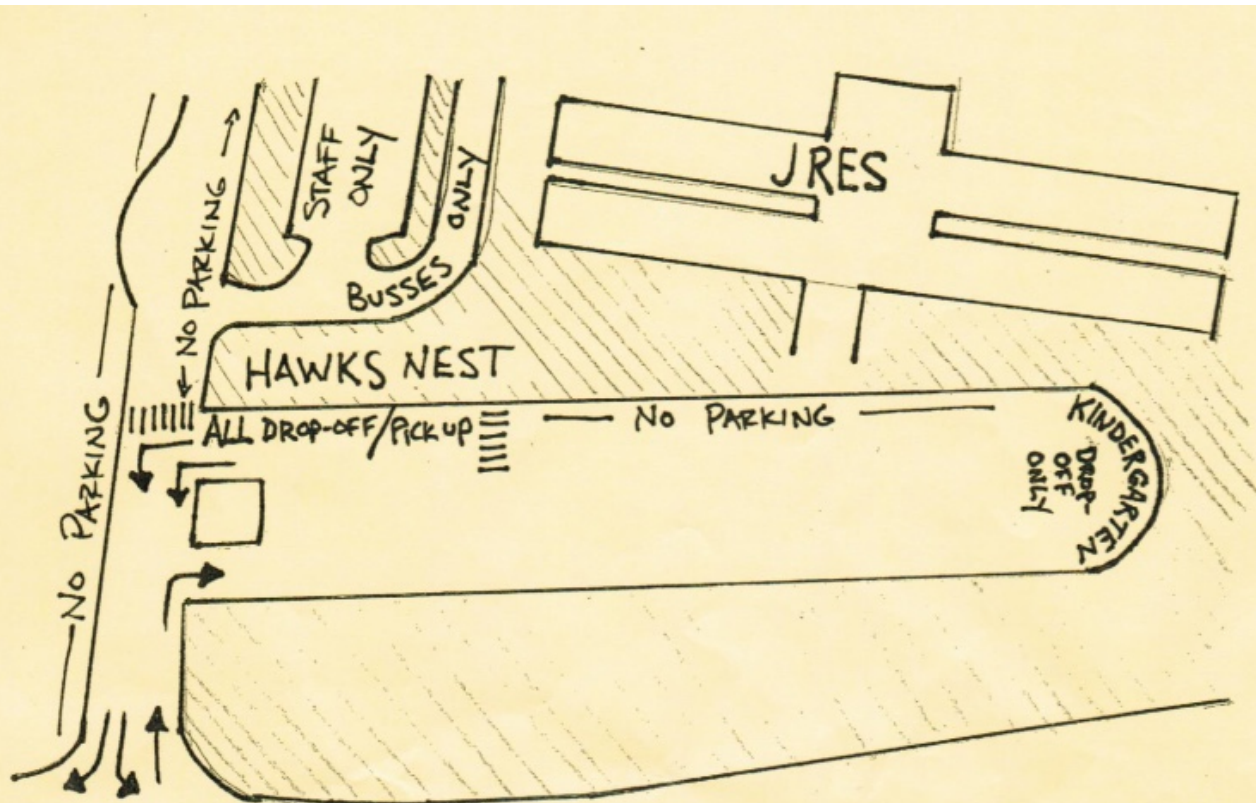 JRES
STAFF
ONLY
BUSSES ONLY
NO PARKING
HAWKS NEST
NO PARKING
ALL DROP-OFF/PICK UP
NO PARKING
KINDERGARTEN
DROP-
OFF
ONLY